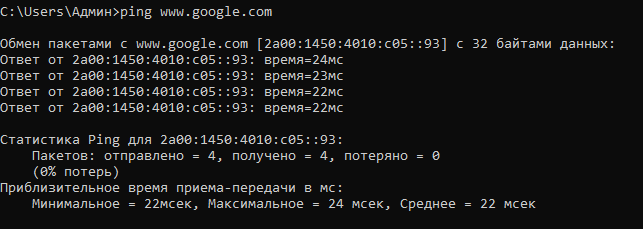 C:\Users\Админ>ping www.google.com
Обмен пакетами с www.google.com [2a00:1450:4010:c05::93] с 32 байтами данных:
Ответ от 2a00:1450:4010:c05::93: время=24мс
Ответ от 2a00:1450:4010:c05::93: время=23мс
Ответ от 2a00:1450:4010:c05::93: время=22мс
Ответ от 2a00:1450:4010:c05::93: время=22мс
Статистика Ping для 2a00:1450:4010:c05::93:
Пакетов: отправлено = 4, получено = 4, потеряно = 0
(0% потерь)
Приблизительное время приема-передачи в мс:
Минимальное = 22мсек, Максимальное = 24 мсек, Среднее = 22 мсек